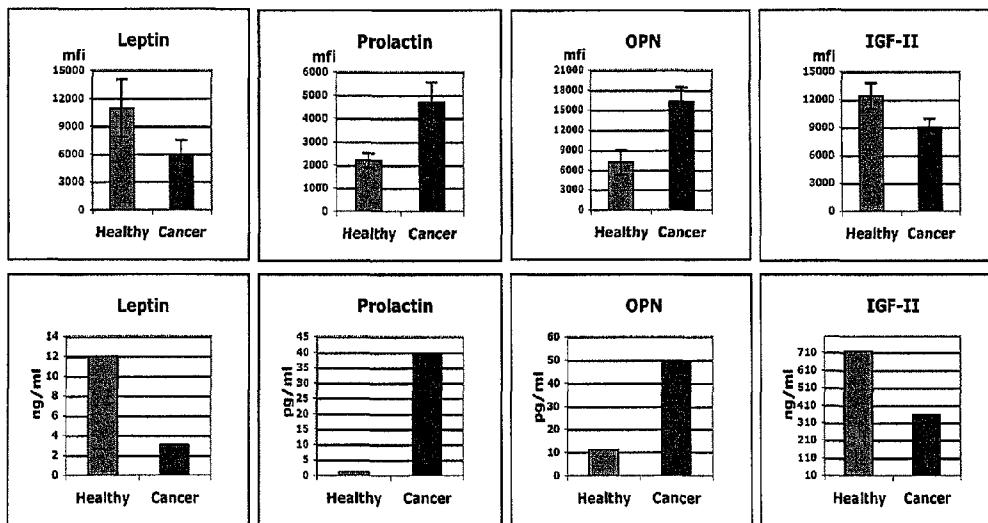 Leptin
mfi
15000
12000
9000
6000
3000
0
Healthy Cancer
Prolactin
mfi
6000
5000
4000
3000
2000
1000
0
Healthy Cancer
OPN
mfi
21000
18000
15000
12000
9000
6000
3000
0
Healthy Cancer
IGF-II
mfi
15000
12000
9000
6000
3000
0
Healthy Cancer
Leptin
ng/ml
14
12
10
8
6
4
2
0
Healthy Cancer
Prolactin
pg/ml
45
40
35
30
25
20
15
10
5
0
Healthy Cancer
OPN
pg/ml
60
50
40
30
20
10
0
Healthy Cancer
IGF-II
ng/ml
710
610
510
410
310
210
110
10
Healthy Cancer